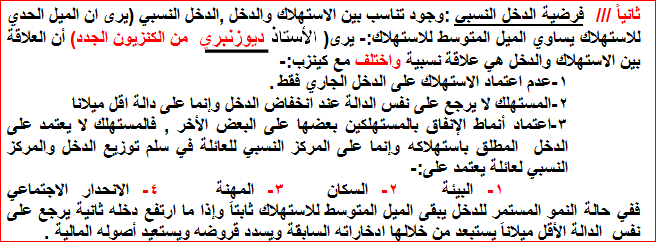 ثانياً /// فرضية الدخل النسبي :وجود تناسب بين الاستهلاك والدخل ,الدخل النسبي (يرى ان الميل الحدي
للاستهلاك يساوي الميل المتوسط للاستهلاك:- يرى( الأستاذ ديوزنبري من الكنزيون الجدد) أن العلاقة
بين الاستهلاك والدخل هي علاقة نسبية واختلف مع كينزب:-
١-عدم اعتماد الاستهلاك على الدخل الجاري فقط .
٢-المستهلك لا يرجع على نفس الدالة عند انخفاض الدخل وإنما على دالة اقل ميلانا
٣-اعتماد أنماط الإنفاق بالمستهلكين بعضها على البعض الأخر , فالمستهلك لا يعتمد على
الدخل المطلق باستهلاكه وإنما على المركز النسبي للعائلة في سلم توزيع الدخل والمركز
النسبي لعائلة يعتمد على:-
١- البيئة ٢- السكان ٣- المهنة ٤- الانحدار الاجتماعي
ففي حالة النمو المستمر للدخل يبقى الميل المتوسط للاستهلاك ثابتاً وإذا ما ارتفع دخله ثانية يرجع على
نفس الدالة الأقل ميلاناً يستبعد من خلالها ادخاراته السابقة ويسدد قروضه ويستعيد أصوله المالية .